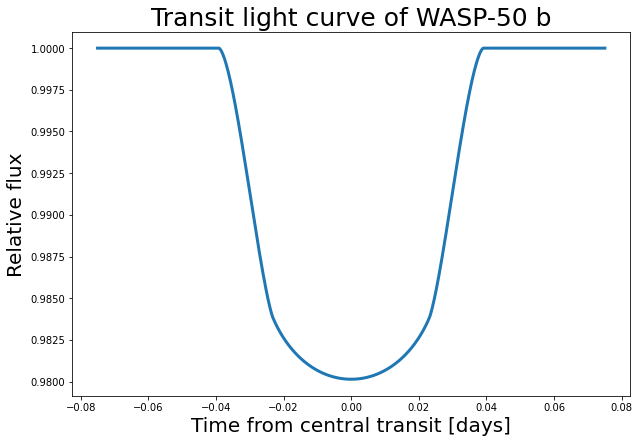 Transit light curve of WASP-50 b
Relative flux
1.0000
0.9975
0.9950
0.9925
0.9900
0.9875
0.9850
0.9825
0.9800
−0.08 −0.06 −0.04 −0.02 0.00 0.02 0.04 0.06 0.08
Time from central transit [days]